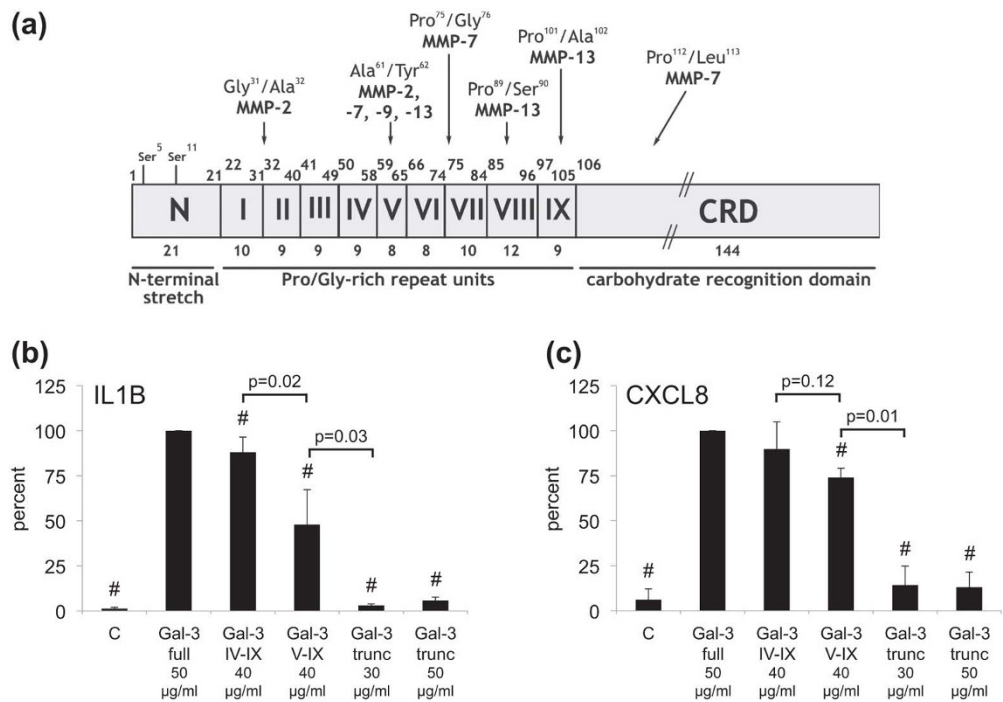 (a)
Pro75/Gly76
MMP-7
Pro101/Ala102
MMP-13
Pro112/Leu113
MMP-7
Gly31/Ala32
MMP-2
Ala61/Tyr62
MMP-2,
-7, -9, -13
Pro89/Ser90
MMP-13
Ser5 Ser11
1 21 22 31 32 40 41 49 50 58 59 65 66 74 75 84 85 96 97 105 106
N I II III IV V VI VII VIII IX CRD
21 10 9 9 9 8 8 10 12 9 144
N-terminal
stretch
Pro/Gly-rich repeat units
carbohydrate recognition domain
(b)
IL1B
percent
125
100
75
50
25
0
p=0.02
p=0.03
# # # # #
C
Gal-3
full
50
µg/ml
Gal-3
IV-IX
40
µg/ml
Gal-3
V-IX
40
µg/ml
Gal-3
trunc
30
µg/ml
Gal-3
trunc
50
µg/ml
(c)
CXCL8
percent
125
100
75
50
25
0
p=0.12
p=0.01
# # # #
C
Gal-3
full
50
µg/ml
Gal-3
IV-IX
40
µg/ml
Gal-3
V-IX
40
µg/ml
Gal-3
trunc
30
µg/ml
Gal-3
trunc
50
µg/ml